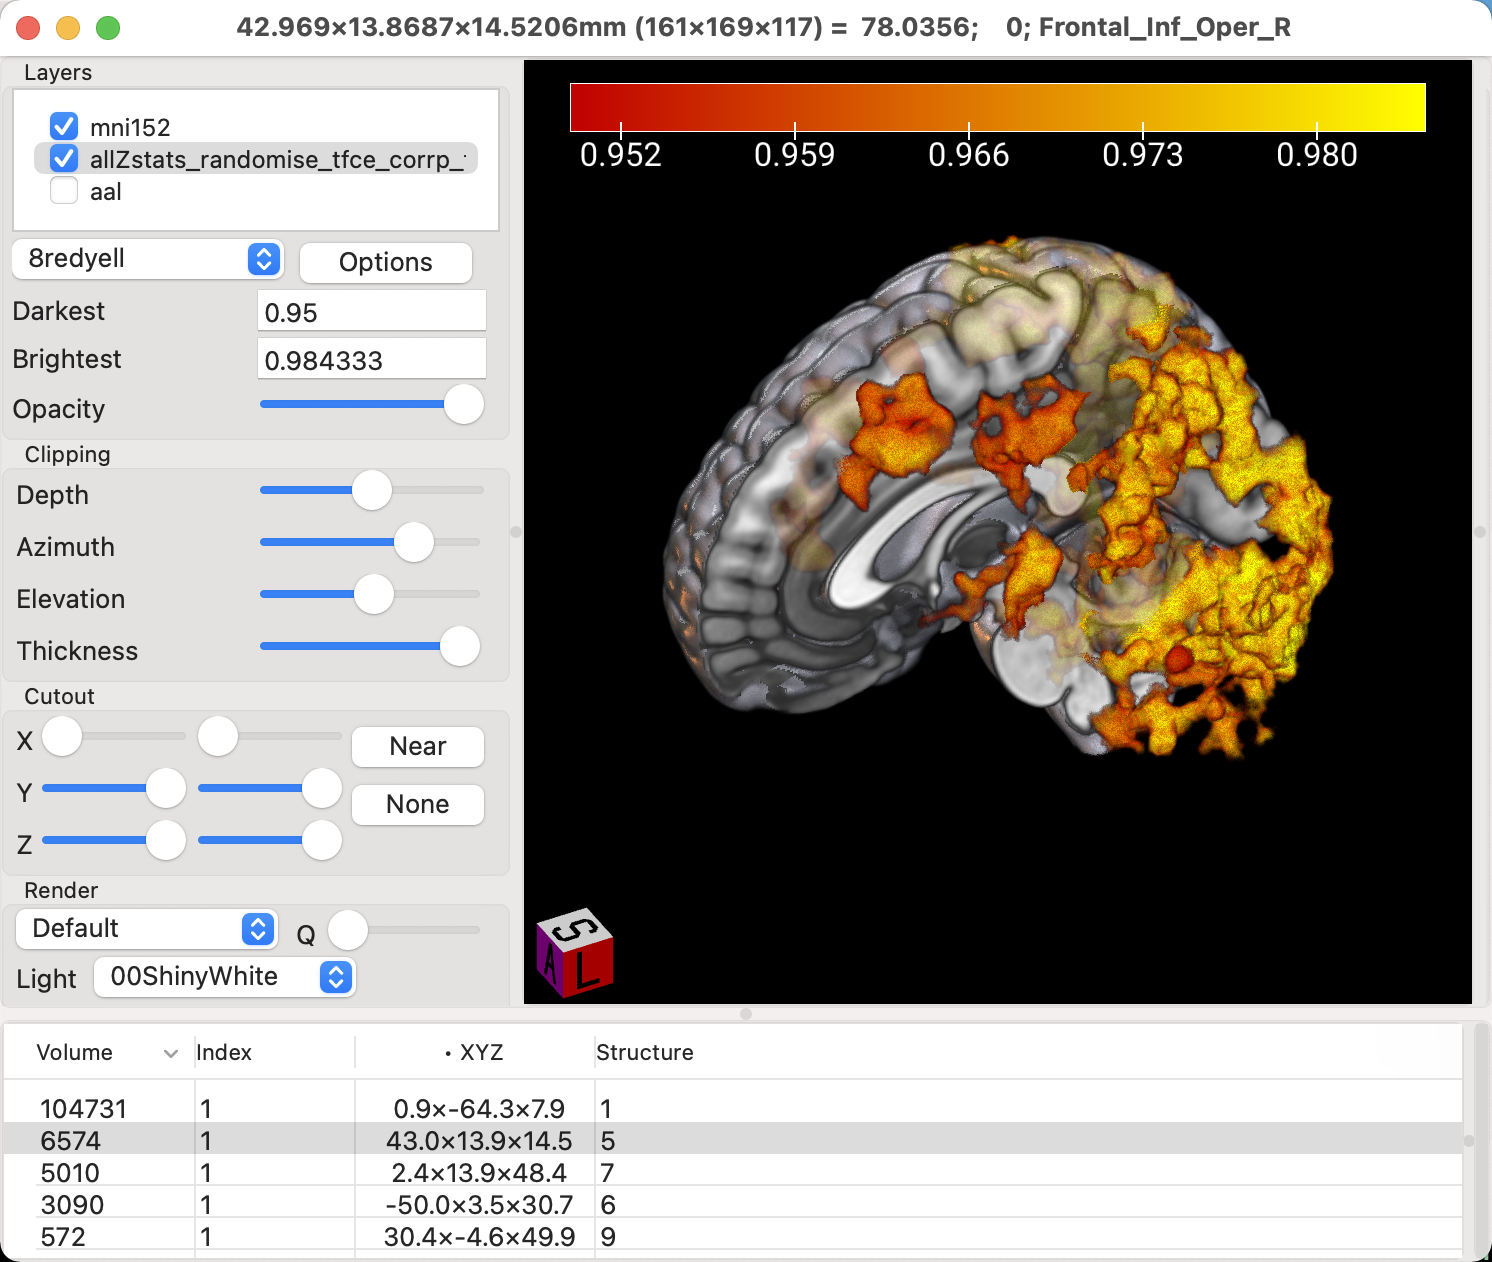 42.969×13.8687×14.5206mm (161×169×117) = 78.0356; 0; Frontal_Inf_Oper_R
Layers
mni152
allZstats_randomise_tfce_corrp_
aal
8redyell
Options
Darkest
0.95
Brightest
0.984333
Opacity
Clipping
Depth
Azimuth
Elevation
Thickness
Cutout
X
Near
Y
None
Z
Render
Default
Q
Light
00ShinyWhite
0.952 0.959 0.966 0.973 0.980
S
A
L
Volume Index • XYZ Structure
104731 1 0.9×-64.3×7.9 1
6574 1 43.0×13.9×14.5 5
5010 1 2.4×13.9×48.4 7
3090 1 -50.0×3.5×30.7 6
572 1 30.4×-4.6×49.9 9